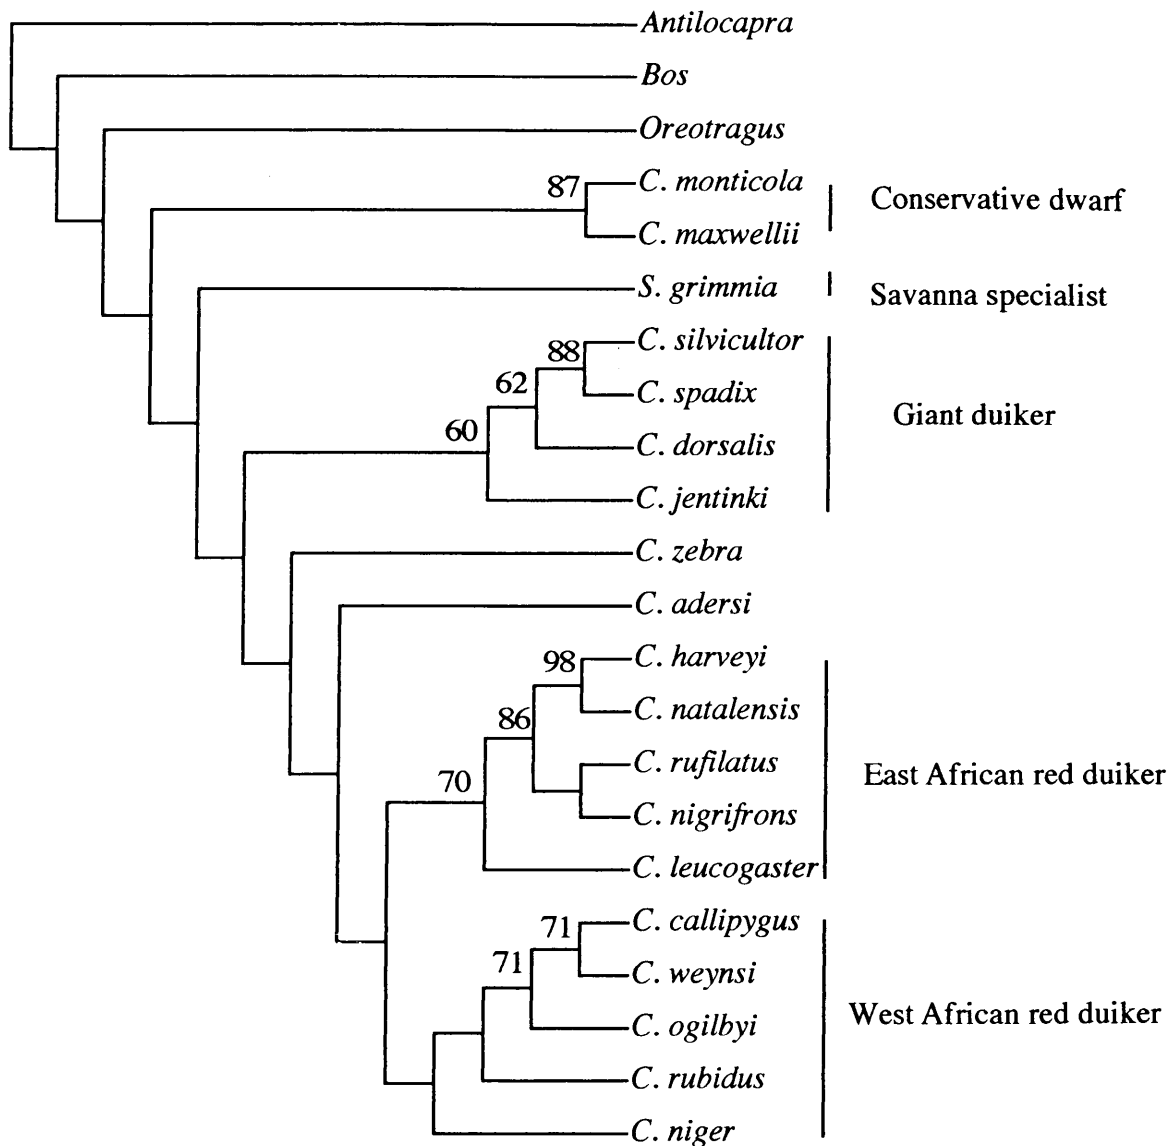 Antilocapra
Bos
Oreotragus
87
C. monticola
C. maxwellii
Conservative dwarf
S. grimmia
Savanna specialist
88
62
60
C. silvicultor
C. spadix
C. dorsalis
C. jentinki
Giant duiker
C. zebra
C. adersi
98
86
70
C. harveyi
C. natalensis
C. rufilatus
C. nigrifrons
C. leucogaster
East African red duiker
71
71
C. callipygus
C. weynsi
C. ogilbyi
C. rubidus
C. niger
West African red duiker